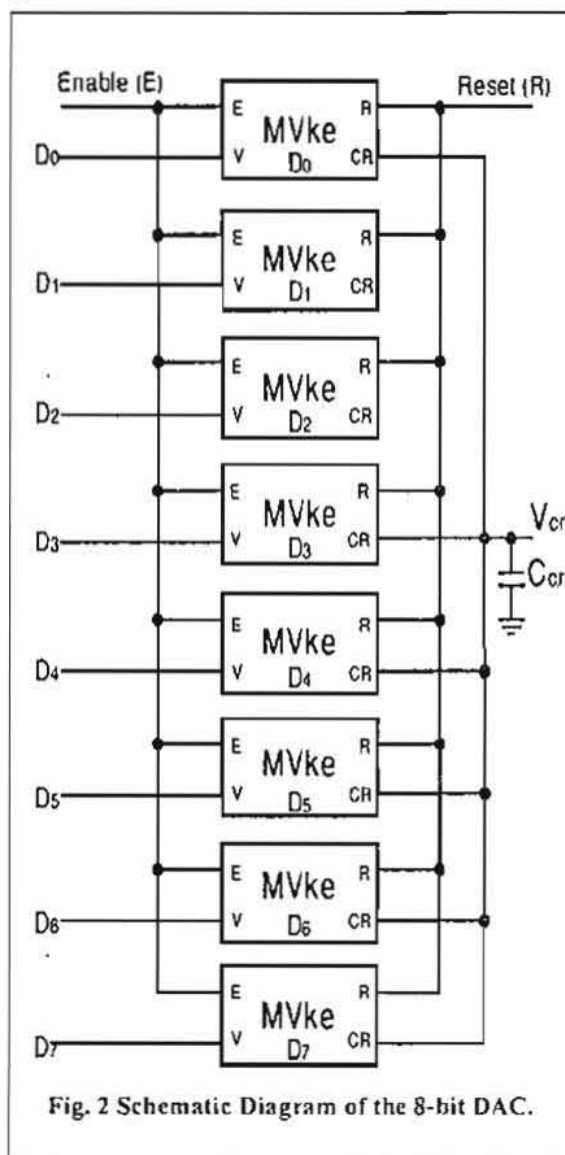 Enable (E) Reset (R)
E MVke R
D0 V D0 CR
E MVke R
D1 V D1 CR
E MVke R
D2 V D2 CR
E MVke R
D3 V D3 CR Vcr
Ccr
E MVke R
D4 V D4 CR
E MVke R
D5 V D5 CR
E MVke R
D6 V D6 CR
E MVke R
D7 V D7 CR
Fig. 2 Schematic Diagram of the 8-bit DAC.